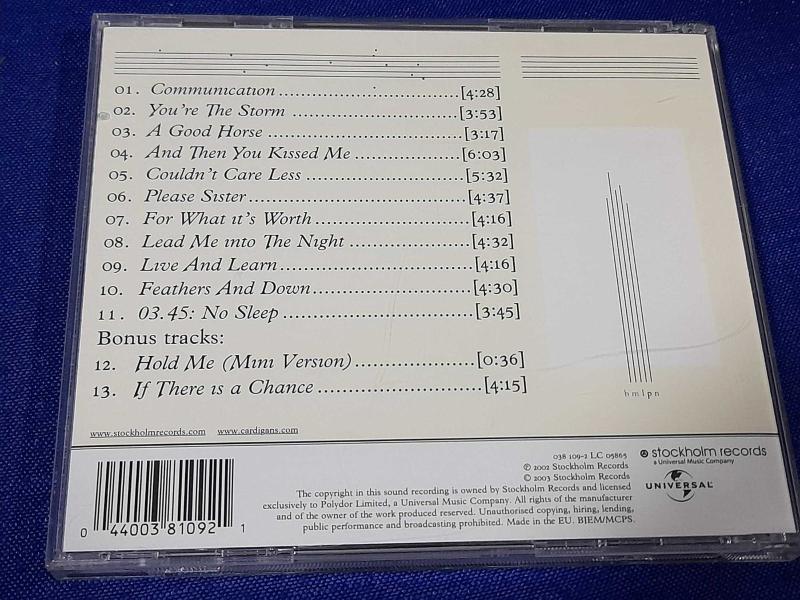 01. Communication ............................ [4:28]
02. You're The Storm ............................ [3:53]
03. A Good Horse ............................ [3:17]
04. And Then You Kissed Me ................ [6:03]
05. Couldn't Care Less ........................ [5:32]
06. Please Sister ................................ [4:37]
07. For What it's Worth ...................... [4:16]
08. Lead Me into The Night .................. [4:32]
09. Live And Learn ............................ [4:16]
10. Feathers And Down ...................... [4:30]
11. 03.45: No Sleep ............................ [3:45]
Bonus tracks:
12. Hold Me (Mini Version) .................. [0:36]
13. If There is a Chance ...................... [4:15]
h m l p n
www.stockholmrecords.com www.cardigans.com
038 109-2 LC 05865
℗ 2002 Stockholm Records
© 2003 Stockholm Records
The copyright in this sound recording is owned by Stockholm Records and licensed
exclusively to Polydor Limited, a Universal Music Company. All rights of the manufacturer
and of the owner of the work produced reserved. Unauthorised copying, hiring, lending,
public performance and broadcasting prohibited. Made in the EU. BIEM/MCPS.
stockholm records
a Universal Music Company
UNIVERSAL
0 44003 81092 1